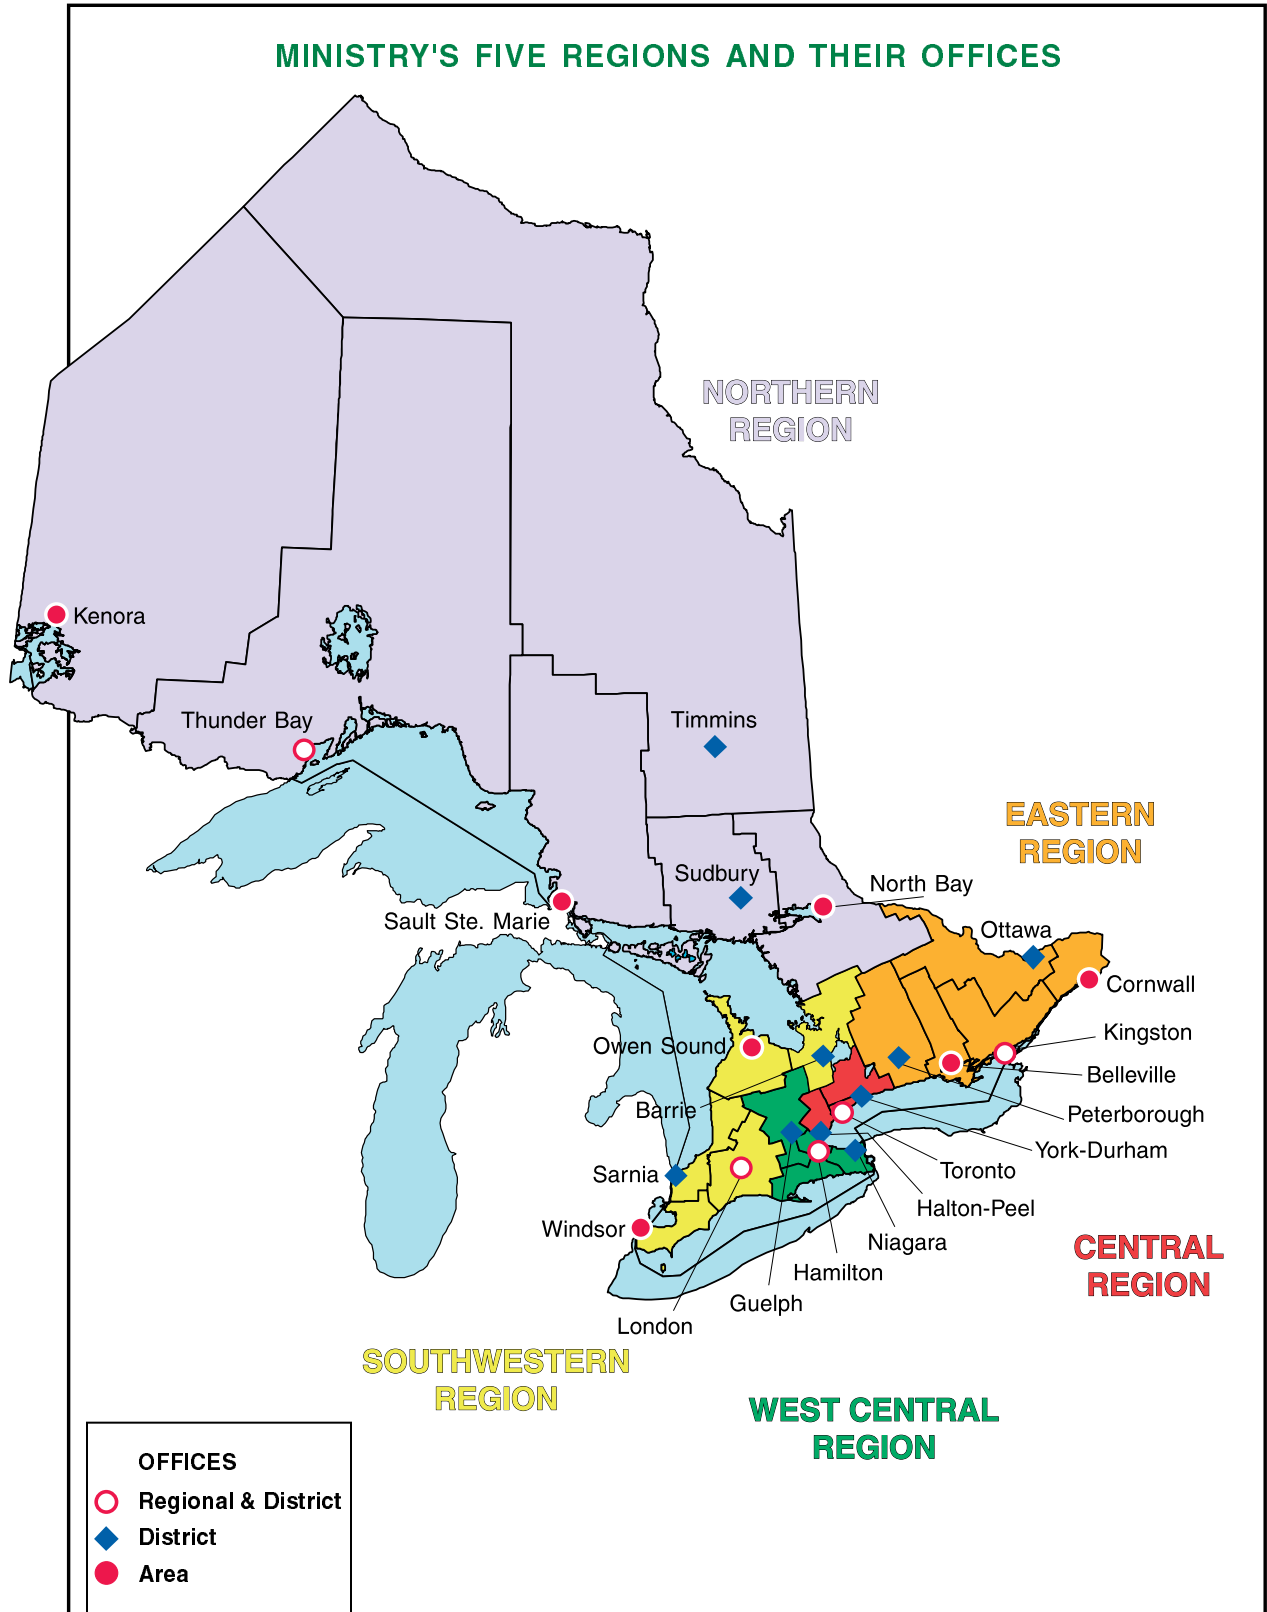 MINISTRY'S FIVE REGIONS AND THEIR OFFICES
NORTHERN
REGION
Kenora
Thunder Bay
Timmins
EASTERN
REGION
Sudbury
North Bay
Sault Ste. Marie
Ottawa
Cornwall
Kingston
Owen Sound
Belleville
Barrie
Peterborough
York-Durham
Toronto
Sarnia
Halton-Peel
Windsor
Niagara
CENTRAL
REGION
Hamilton
Guelph
London
SOUTHWESTERN
REGION
WEST CENTRAL
REGION
OFFICES
Regional & District
District
Area